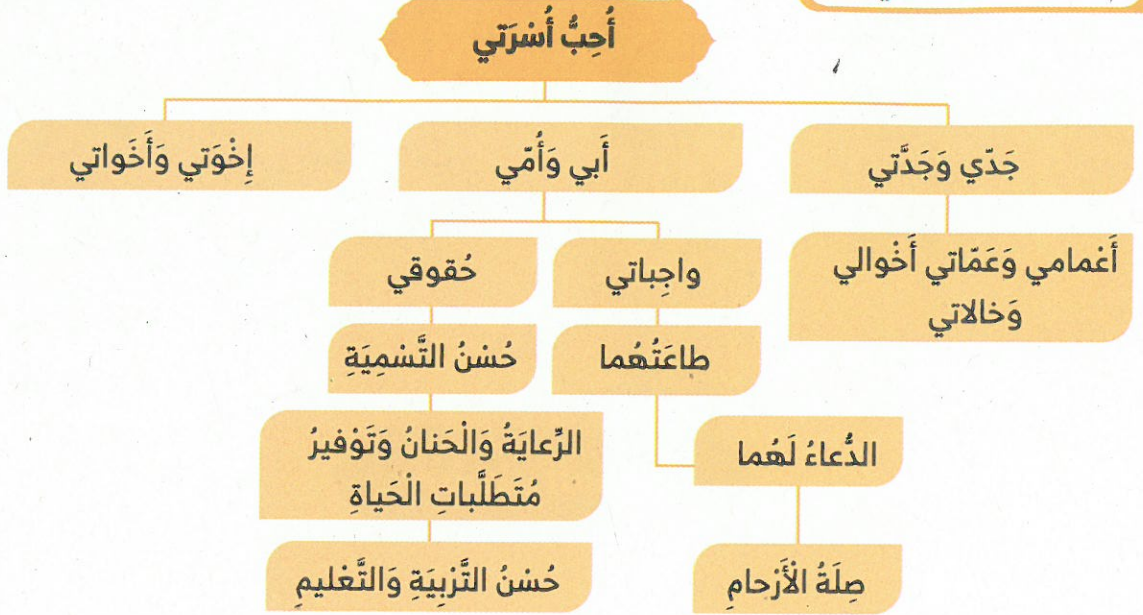 أُحِبُّ أُسْرَتي
جَدّي وَجَدَّتي
أَبي وَأُمّي
إِخْوَتي وَأَخَواتي
أَعْمامي وَعَمّاتي أَخْوالي
وَخالاتي
واجِباتي
حُقوقي
طاعَتُهُما
حُسْنُ التَّسْمِيَةِ
الدُّعاءُ لَهُما
الرِّعايَةُ وَالْحَنانُ وَتَوْفيرُ
مُتَطَلَّباتِ الْحَياةِ
صِلَةُ الْأَرْحامِ
حُسْنُ التَّرْبِيَةِ وَالتَّعْليمِ